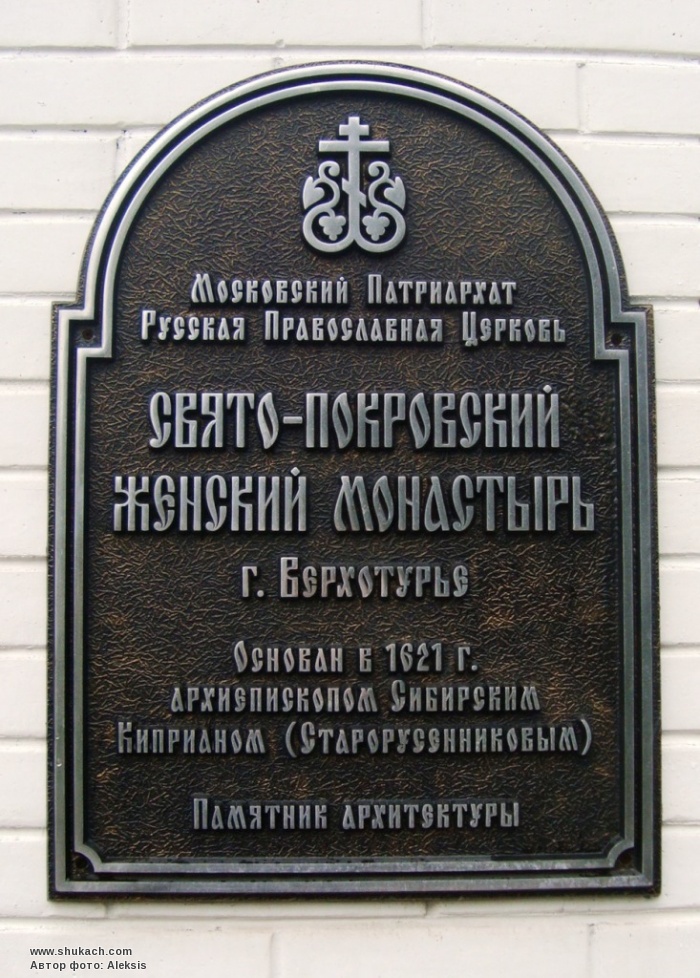 Московский Патриархат
Русская Православная Церковь
СВЯТО-ПОКРОВСКИЙ
ЖЕНСКИЙ МОНАСТЫРЬ
г. Верхотурье
Основан в 1621 г.
архиепископом Сибирским
Киприаном (Старорусенниковым)
Памятник архитектуры
www.shukach.com
Автор фото: Aleksis